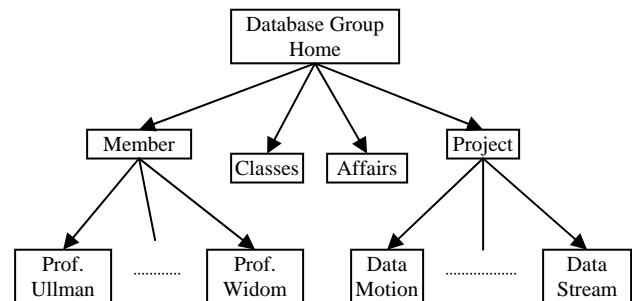 Database Group
Home
Member
Classes
Affairs
Project
Prof.
Ullman
Prof.
Widom
Data
Motion
Data
Stream